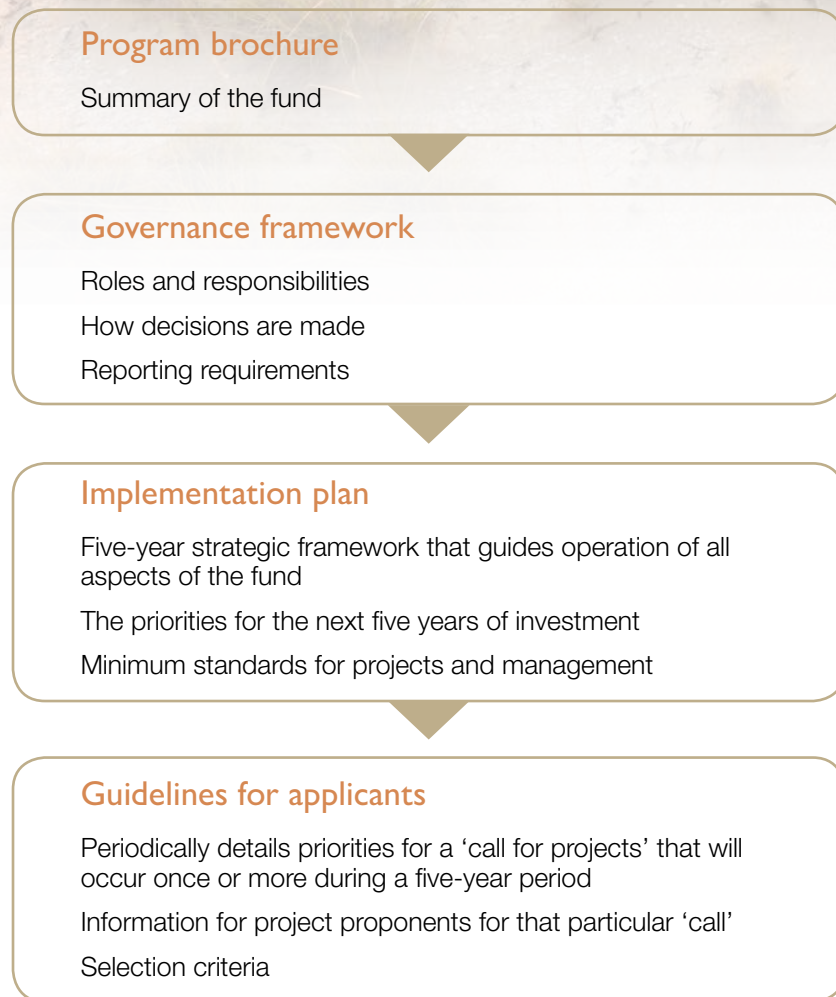 Program brochure
Summary of the fund
Governance framework
Roles and responsibilities
How decisions are made
Reporting requirements
Implementation plan
Five-year strategic framework that guides operation of all
aspects of the fund
The priorities for the next five years of investment
Minimum standards for projects and management
Guidelines for applicants
Periodically details priorities for a ‘call for projects’ that will
occur once or more during a five-year period
Information for project proponents for that particular ‘call’
Selection criteria